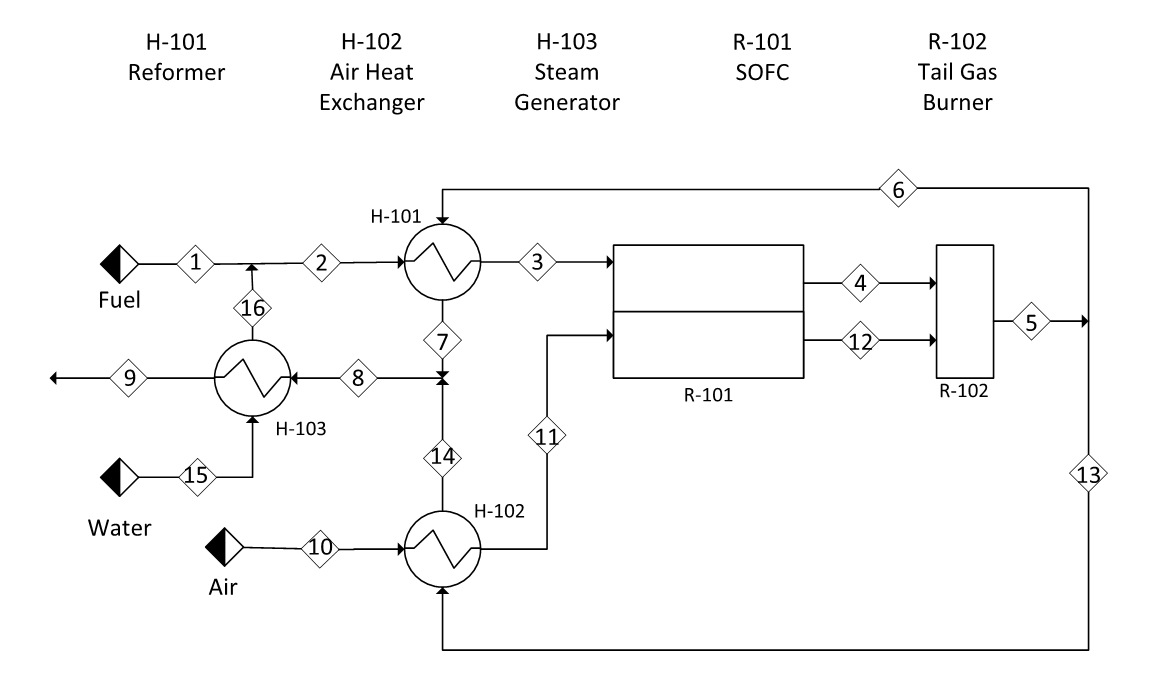 H-101
Reformer
H-102
Air Heat
Exchanger
H-103
Steam
Generator
R-101
SOFC
R-102
Tail Gas
Burner
6
H-101
1
2
3
Fuel
4
16
5
7
12
9
8
R-101
R-102
H-103
11
14
15
13
Water
H-102
10
Air